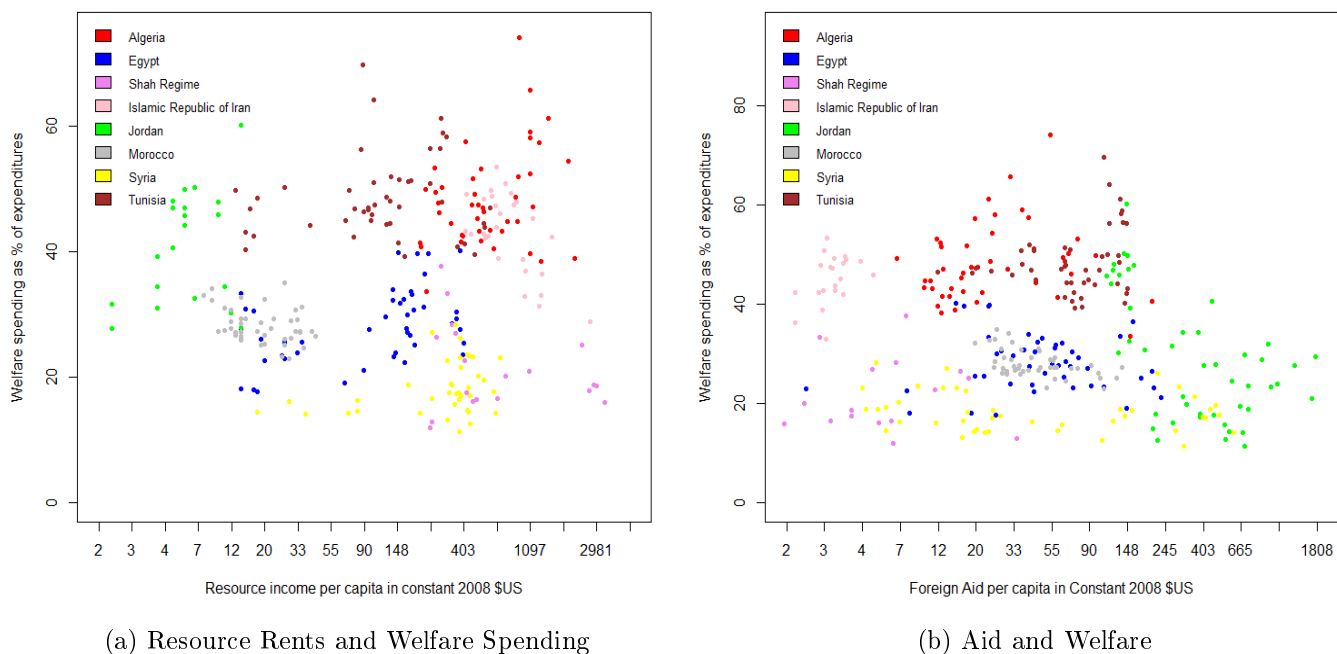 Algeria
Egypt
Shah Regime
Islamic Republic of Iran
Jordan
Morocco
Syria
Tunisia
Welfare spending as % of expenditures
60
40
20
0
2 3 4 7 12 20 33 55 90 148 403 1097 2981
Resource income per capita in constant 2008 $US
(a) Resource Rents and Welfare Spending
Algeria
Egypt
Shah Regime
Islamic Republic of Iran
Jordan
Morocco
Syria
Tunisia
Welfare spending as % of expenditures
80
60
40
20
0
2 3 4 7 12 20 33 55 90 148 245 403 665 1808
Foreign Aid per capita in Constant 2008 $US
(b) Aid and Welfare